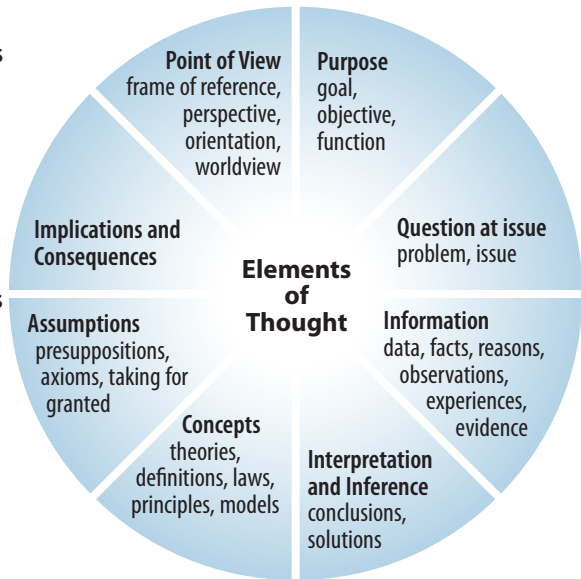 s
Point of View
frame of reference,
perspective,
orientation,
worldview
Purpose
goal,
objective,
function
Question at issue
problem, issue
Information
data, facts, reasons,
observations,
experiences,
evidence
Interpretation
and Inference
conclusions,
solutions
Concepts
theories,
definitions, laws,
principles, models
s
Assumptions
presuppositions,
axioms, taking for
granted
Implications and
Consequences
Elements
of
Thought